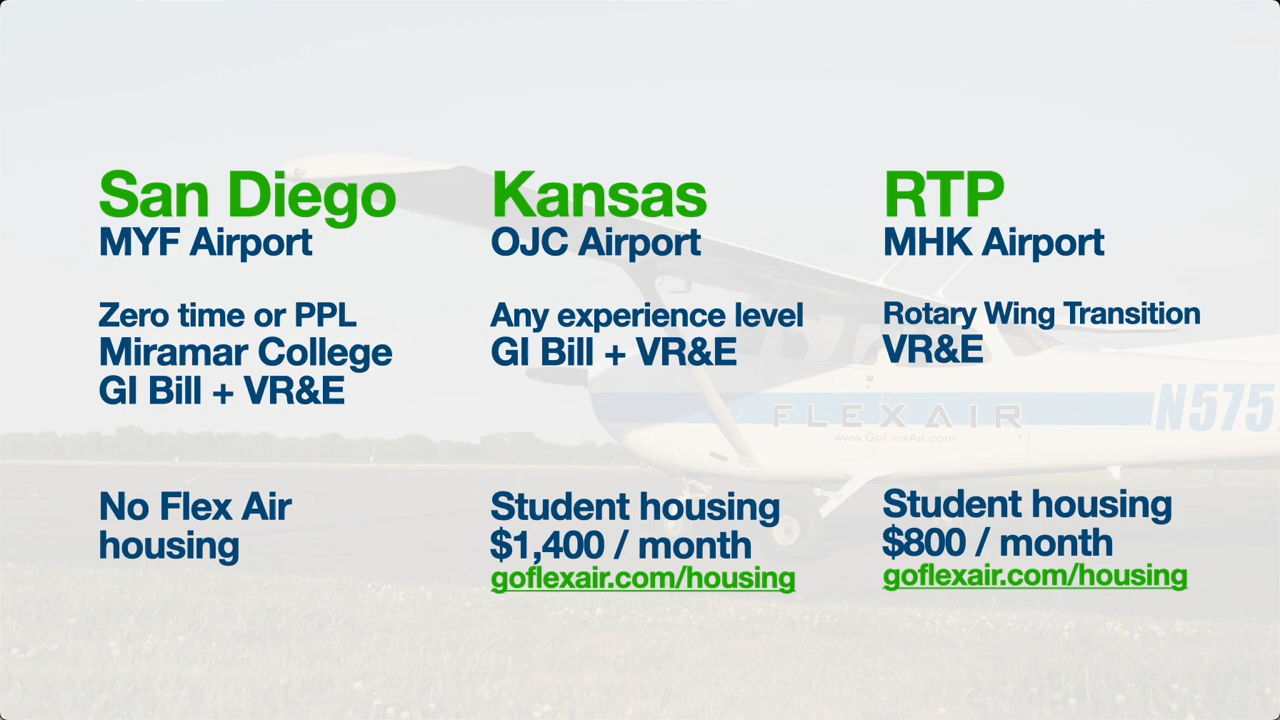 San Diego
MYF Airport
Zero time or PPL
Miramar College
GI Bill + VR&E
No Flex Air
housing
Kansas
OJC Airport
Any experience level
GI Bill + VR&E
Student housing
$1,400 / month
goflexair.com/housing
RTP
MHK Airport
Rotary Wing Transition
VR&E
Student housing
$800 / month
goflexair.com/housing
FLEXAIR
www.GoFlexAir.com
N575